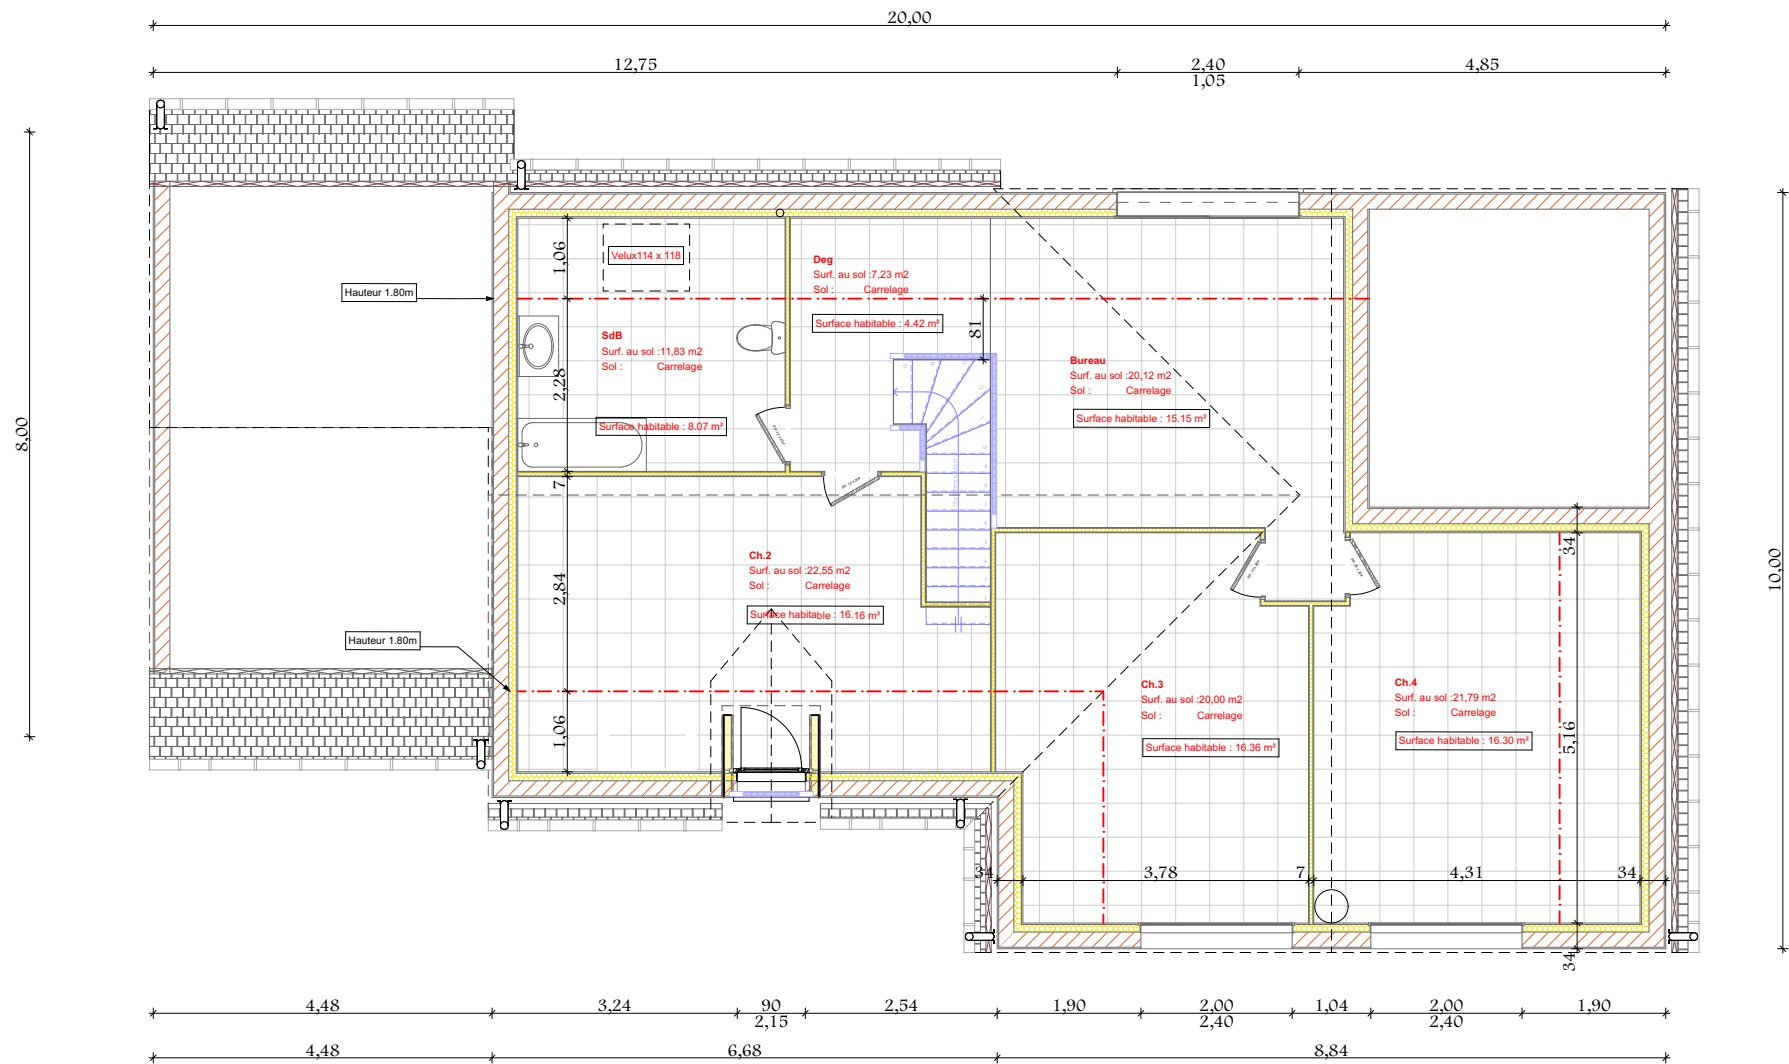 20,00
12,75
2,40
1,05
4,85
8,00
10,00
Hauteur 1.80m
Hauteur 1.80m
1,06
2,28
7
2,84
1,06
Velux114 x 118
SdB
Surf. au sol :11,83 m2
Sol : Carrelage
Surface habitable : 8.07 m²
Deg
Surf. au sol :7,23 m2
Sol : Carrelage
Surface habitable : 4.42 m²
81
Bureau
Surf. au sol :20,12 m2
Sol : Carrelage
Surface habitable : 15.15 m²
Ch.2
Surf. au sol :22,55 m2
Sol : Carrelage
Surface habitable : 16.16 m²
Ch.3
Surf. au sol :20,00 m2
Sol : Carrelage
Surface habitable : 16.36 m²
Ch.4
Surf. au sol :21,79 m2
Sol : Carrelage
Surface habitable : 16.30 m²
34
5,16
34
34
3,78
7
4,31
34
4,48
3,24
90
2,15
2,54
1,90
2,00
2,40
1,04
2,00
2,40
1,90
4,48
6,68
8,84